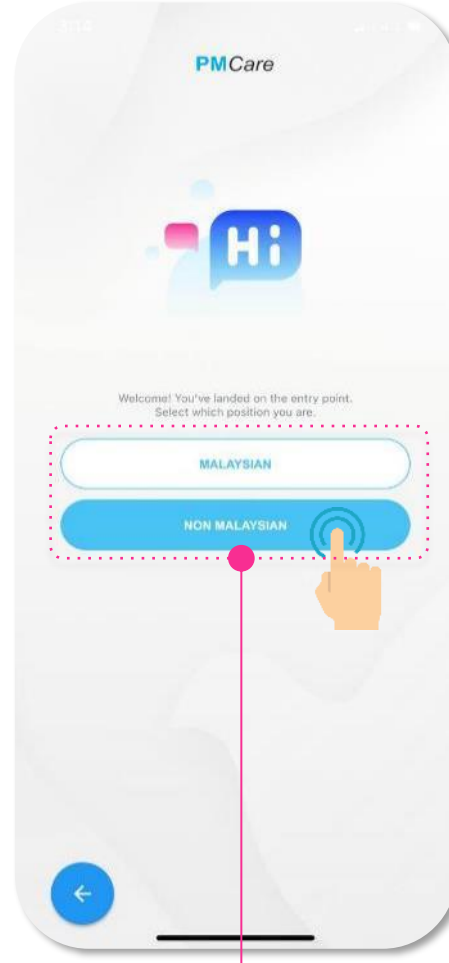 PMCare
Hi
Welcome! You've landed on the entry point.
Select which position you are.
MALAYSIAN
NON MALAYSIAN